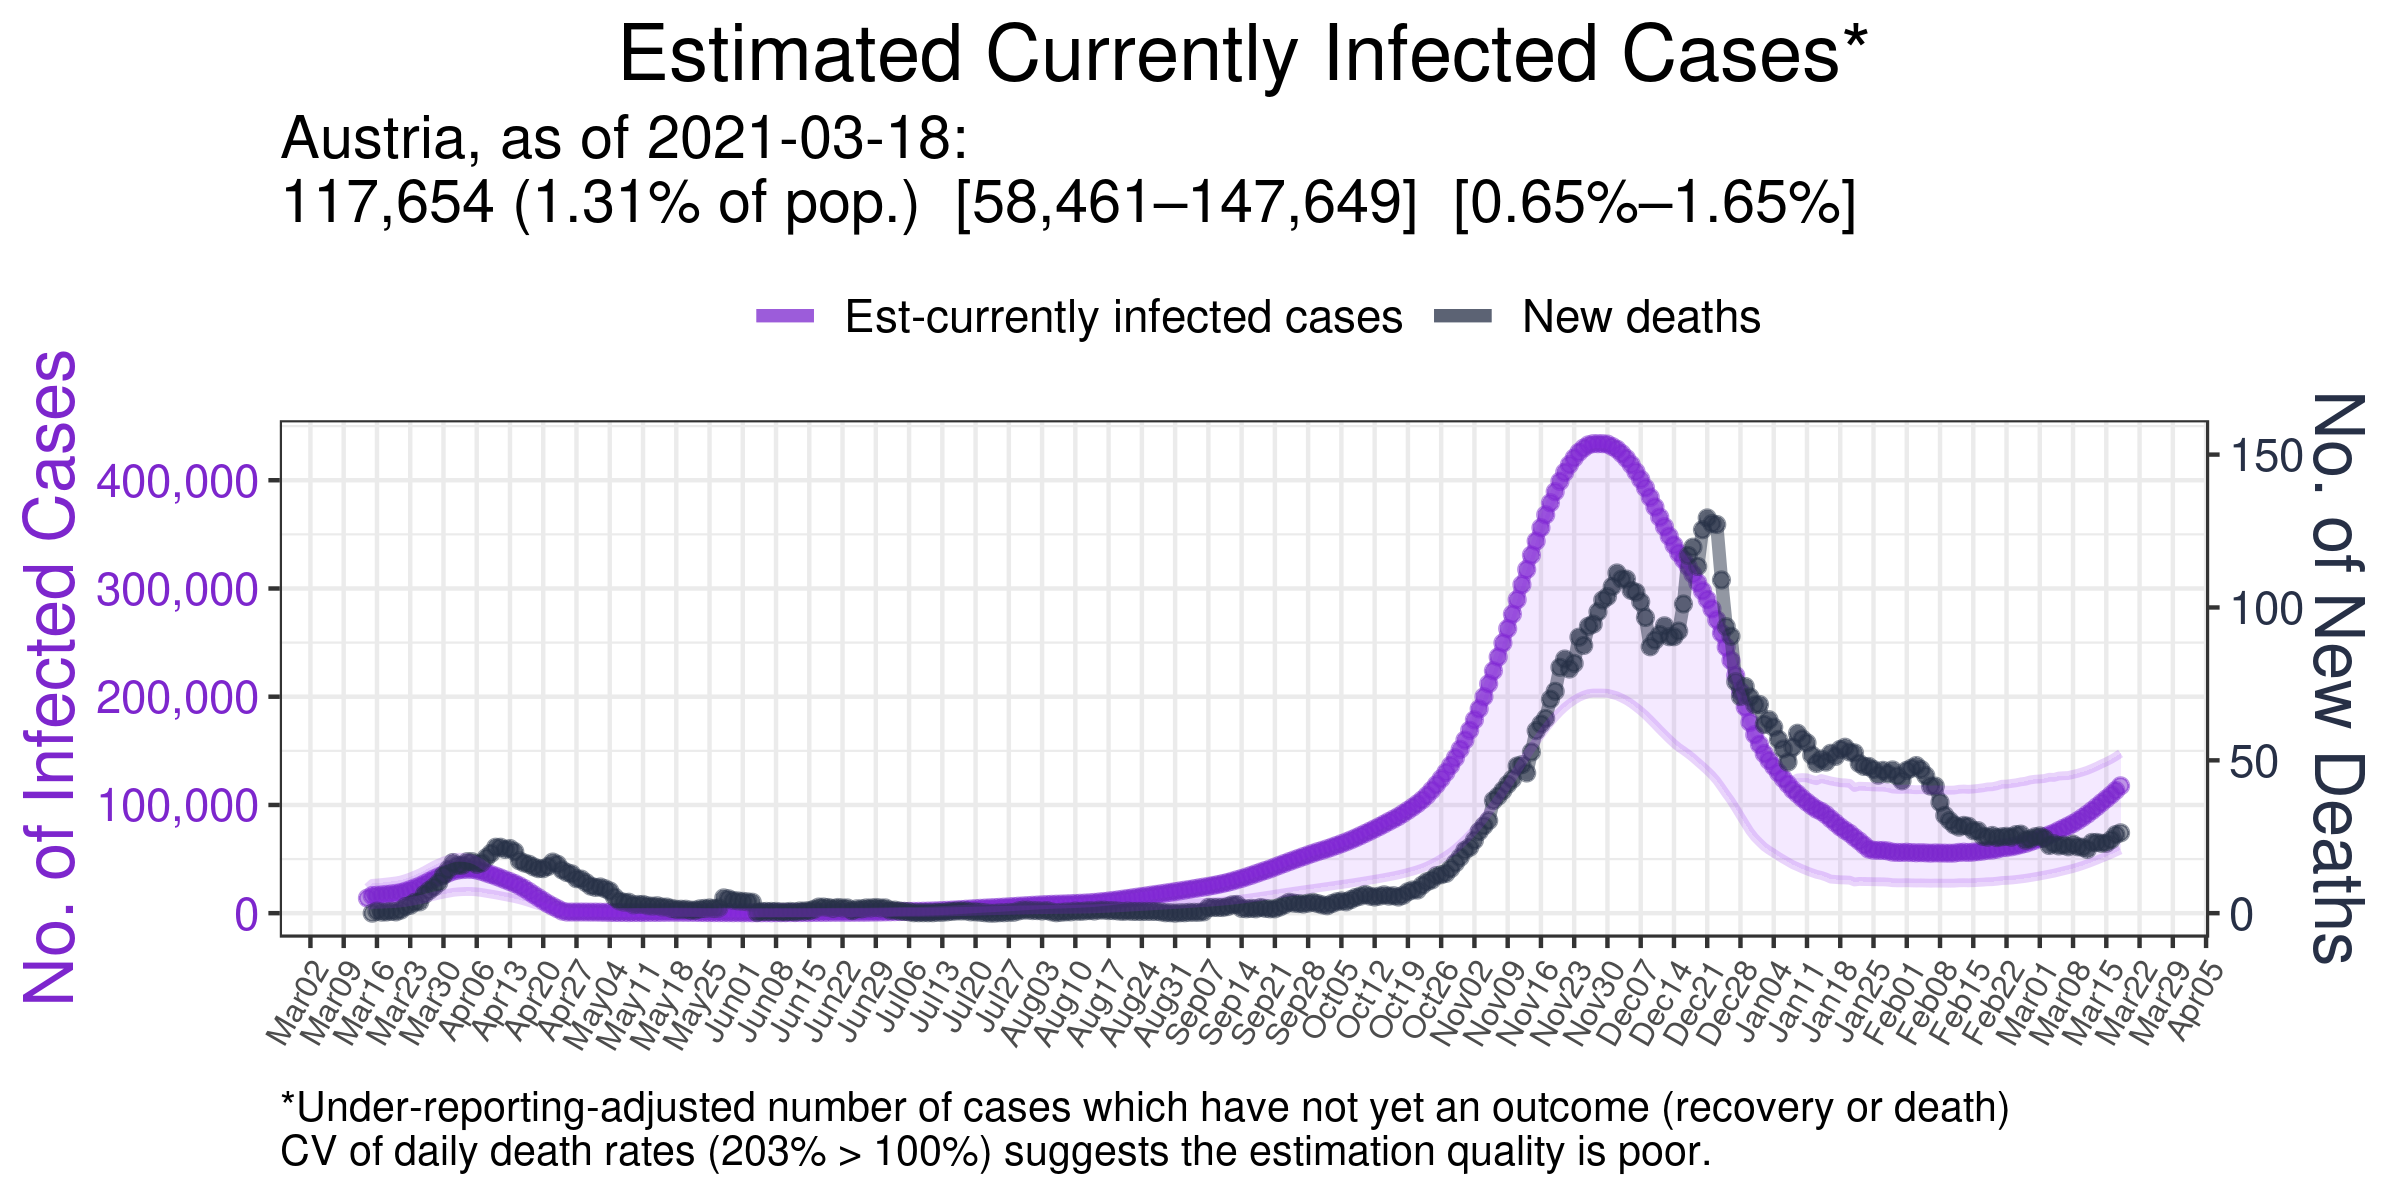 Estimated Currently Infected Cases*
Austria, as of 2021-03-18:
117,654 (1.31% of pop.) [58,461–147,649] [0.65%–1.65%]
Est-currently infected cases New deaths
No. of Infected Cases
400,000
300,000
200,000
100,000
0
150
100
50
0
No. of New Deaths
Mar02 Mar09 Mar16 Mar23 Mar30 Apr06 Apr13 Apr20 Apr27 May04 May11 May18 May25 Jun01 Jun08 Jun15 Jun22 Jun29 Jul06 Jul13 Jul20 Jul27 Aug03 Aug10 Aug17 Aug24 Aug31 Sep07 Sep14 Sep21 Sep28 Oct05 Oct12 Oct19 Oct26 Nov02 Nov09 Nov16 Nov23 Nov30 Dec07 Dec14 Dec21 Dec28 Jan04 Jan11 Jan18 Jan25 Feb01 Feb08 Feb15 Feb22 Mar01 Mar08 Mar15 Mar22 Mar29 Apr05
*Under-reporting-adjusted number of cases which have not yet an outcome (recovery or death)
CV of daily death rates (203% > 100%) suggests the estimation quality is poor.